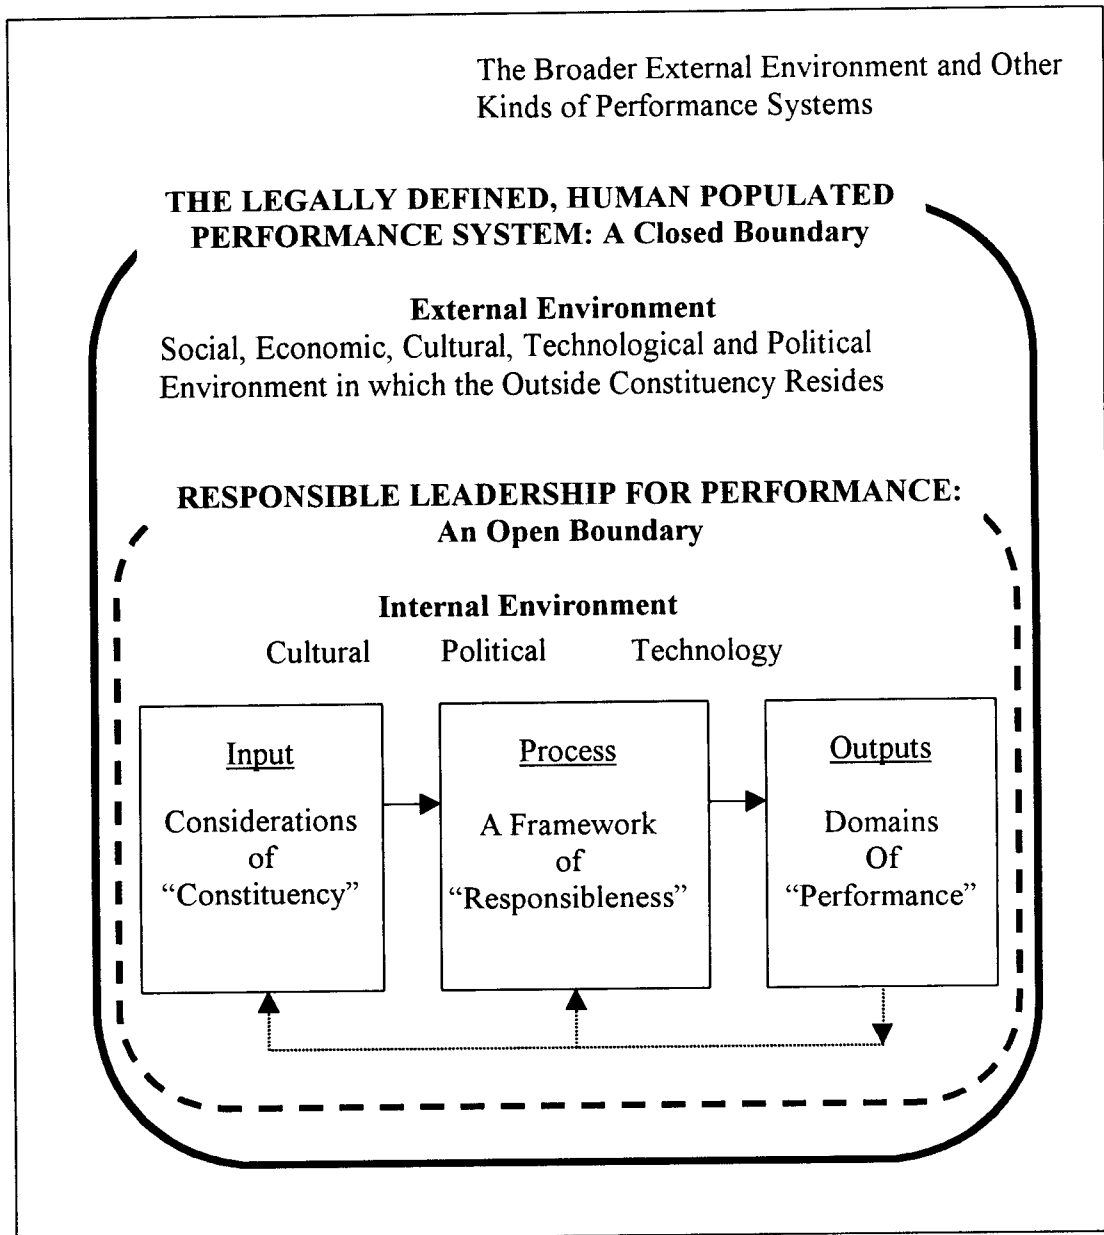 The Broader External Environment and Other
Kinds of Performance Systems
THE LEGALLY DEFINED, HUMAN POPULATED
PERFORMANCE SYSTEM: A Closed Boundary
External Environment
Social, Economic, Cultural, Technological and Political
Environment in which the Outside Constituency Resides
RESPONSIBLE LEADERSHIP FOR PERFORMANCE:
An Open Boundary
Internal Environment
Cultural Political Technology
Input
Considerations
of
“Constituency”
Process
A Framework
of
“Responsibleness”
Outputs
Domains
Of
“Performance”